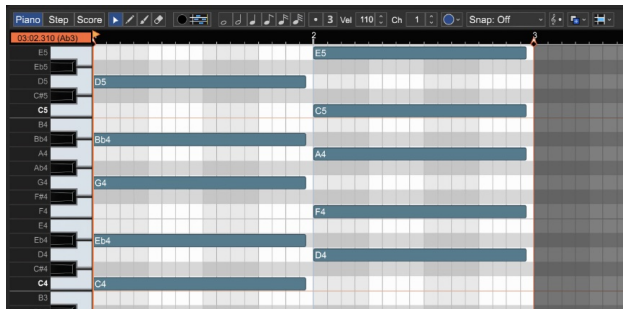 Piano Step Score 3 Vel 110 Ch 1 Snap: Off
03:02.310 (Ab3) 2 3
E5 E5
Eb5
D5 D5
C#5
C5 C5
B4
Bb4 Bb4
A4 A4
Ab4
G4 G4
F#4
F4 F4
E4
Eb4 Eb4
D4 D4
C#4
C4 C4
B3